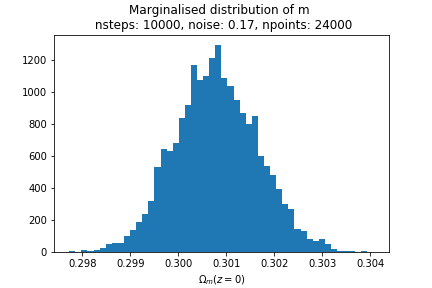 Marginalised distribution of m
nsteps: 10000, noise: 0.17, npoints: 24000
1200
1000
800
600
400
200
0
0.298 0.299 0.300 0.301 0.302 0.303 0.304
Ωm(z = 0)